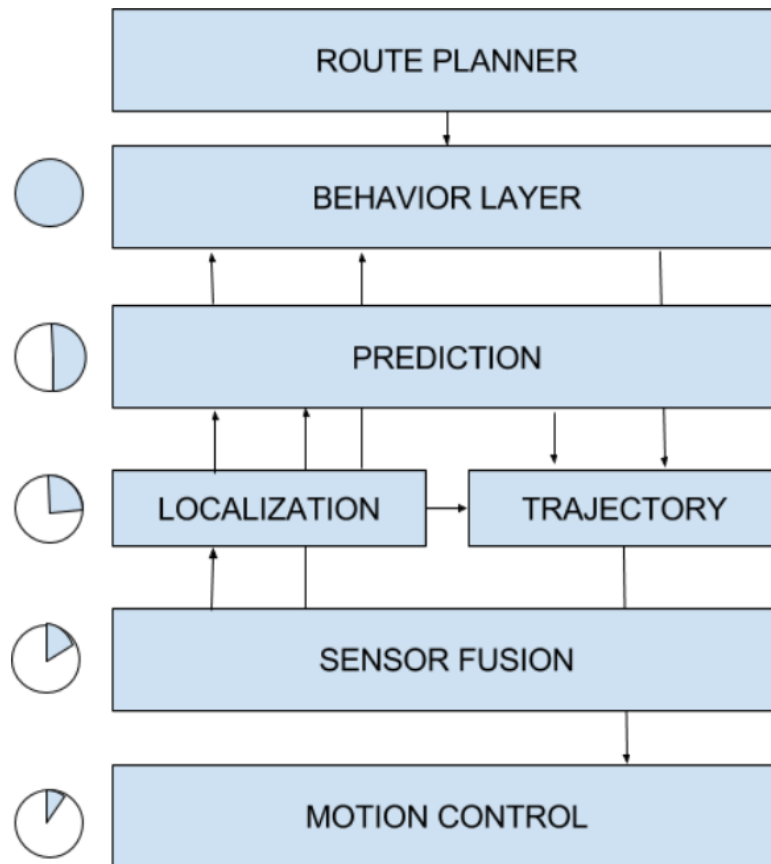 ROUTE PLANNER
BEHAVIOR LAYER
PREDICTION
LOCALIZATION
TRAJECTORY
SENSOR FUSION
MOTION CONTROL